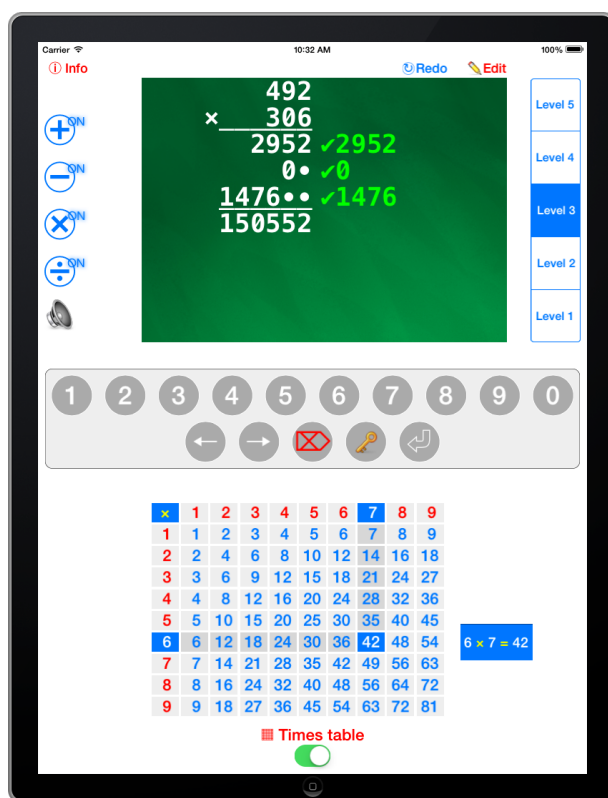 Carrier 10:32 AM 100%
Info Redo Edit
492
× 306
2952 ✔2952
0• ✔0
1476•• ✔1476
150552
ON
ON
ON
ON
Level 5
Level 4
Level 3
Level 2
Level 1
1 2 3 4 5 6 7 8 9 0
× 1 2 3 4 5 6 7 8 9
1 1 2 3 4 5 6 7 8 9
2 2 4 6 8 10 12 14 16 18
3 3 6 9 12 15 18 21 24 27
4 4 8 12 16 20 24 28 32 36
5 5 10 15 20 25 30 35 40 45
6 6 12 18 24 30 36 42 48 54
7 7 14 21 28 35 42 49 56 63
8 8 16 24 32 40 48 56 64 72
9 9 18 27 36 45 54 63 72 81
6 × 7 = 42
Times table